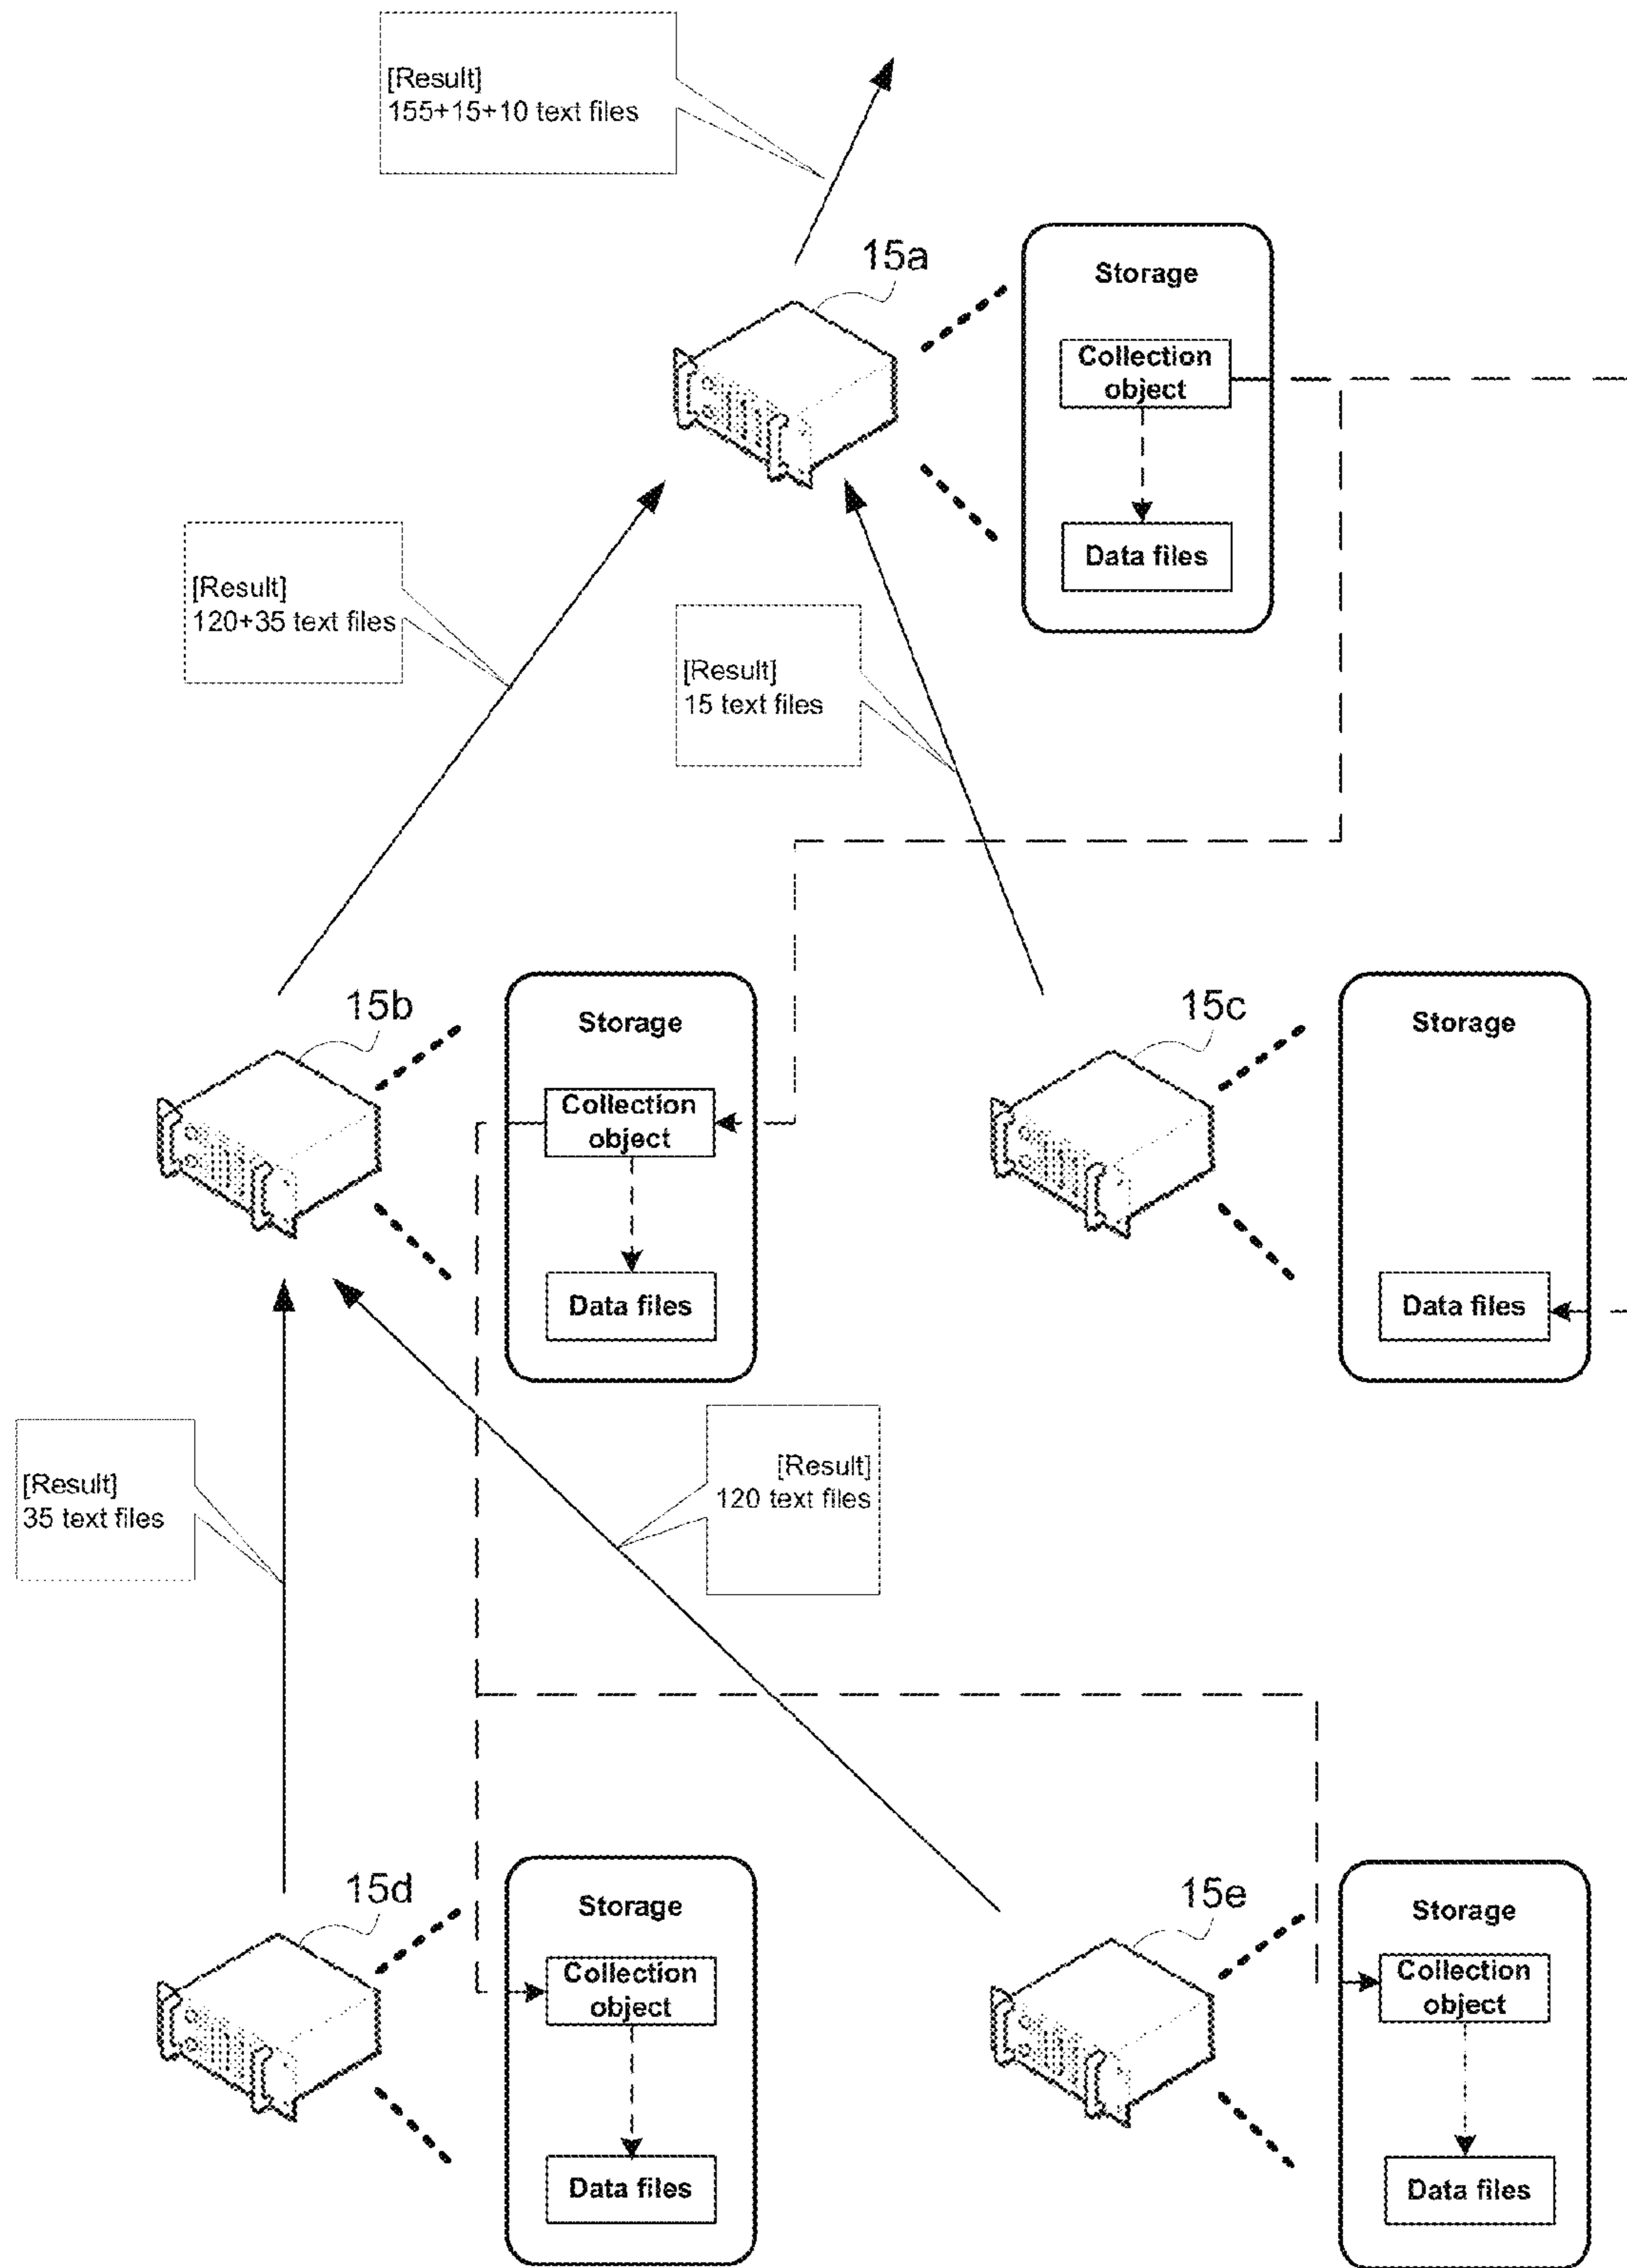 [Result]
155+15+10 text files
15a
Storage
Collection
object
Data files
[Result]
120+35 text files
[Result]
15 text files
15b
Storage
Collection
object
Data files
15c
Storage
Data files
[Result]
35 text files
[Result]
120 text files
15d
Storage
Collection
object
Data files
15e
Storage
Collection
object
Data files